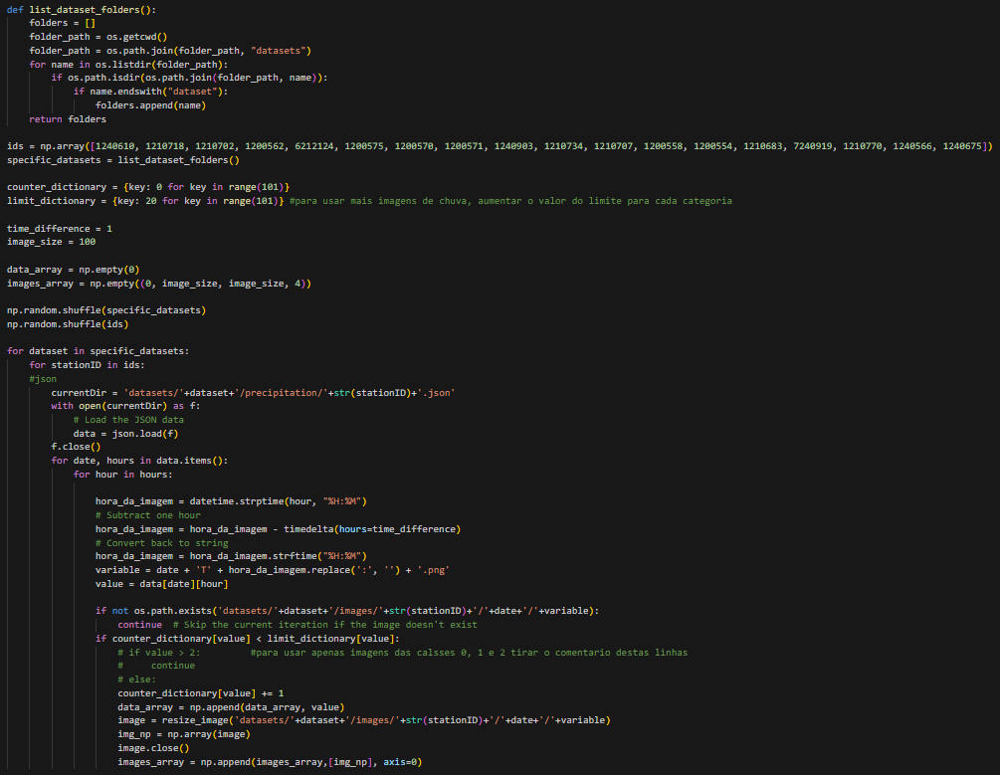 def list_dataset_folders():
    folders = []
    folder_path = os.getcwd()
    folder_path = os.path.join(folder_path, "datasets")
    for name in os.listdir(folder_path):
        if os.path.isdir(os.path.join(folder_path, name)):
            if name.endswith("dataset"):
                folders.append(name)
    return folders

ids = np.array([1240610, 1210718, 1210702, 1200562, 6212124, 1200575, 1200570, 1200571, 1240903, 1210734, 1210707, 1200558, 1200554, 1210683, 7240919, 1210770, 1240566, 1240675])
specific_datasets = list_dataset_folders()

counter_dictionary = {key: 0 for key in range(101)}
limit_dictionary = {key: 20 for key in range(101)} #para usar mais imagens de chuva, aumentar o valor do limite para cada categoria

time_difference = 1
image_size = 100

data_array = np.empty(0)
images_array = np.empty((0, image_size, image_size, 4))

np.random.shuffle(specific_datasets)
np.random.shuffle(ids)

for dataset in specific_datasets:
    for stationID in ids:
    #json
        currentDir = 'datasets/'+dataset+'/precipitation/'+str(stationID)+'.json'
        with open(currentDir) as f:
            # Load the JSON data
            data = json.load(f)
        f.close()
        for date, hours in data.items():
            for hour in hours:

                hora_da_imagem = datetime.strptime(hour, "%H:%M")
                # Subtract one hour
                hora_da_imagem = hora_da_imagem - timedelta(hours=time_difference)
                # Convert back to string
                hora_da_imagem = hora_da_imagem.strftime("%H:%M")
                variable = date + 'T' + hora_da_imagem.replace(':', '') + '.png'
                value = data[date][hour]

                if not os.path.exists('datasets/'+dataset+'/images/'+str(stationID)+'/'+date+'/'+variable):
                    continue  # Skip the current iteration if the image doesn't exist
                if counter_dictionary[value] < limit_dictionary[value]:
                    # if value > 2:         #para usar apenas imagens das calsses 0, 1 e 2 tirar o comentario destas linhas
                    #     continue
                    # else:
                    counter_dictionary[value] += 1
                    data_array = np.append(data_array, value)
                    image = resize_image('datasets/'+dataset+'/images/'+str(stationID)+'/'+date+'/'+variable)
                    img_np = np.array(image)
                    image.close()
                    images_array = np.append(images_array,[img_np], axis=0)